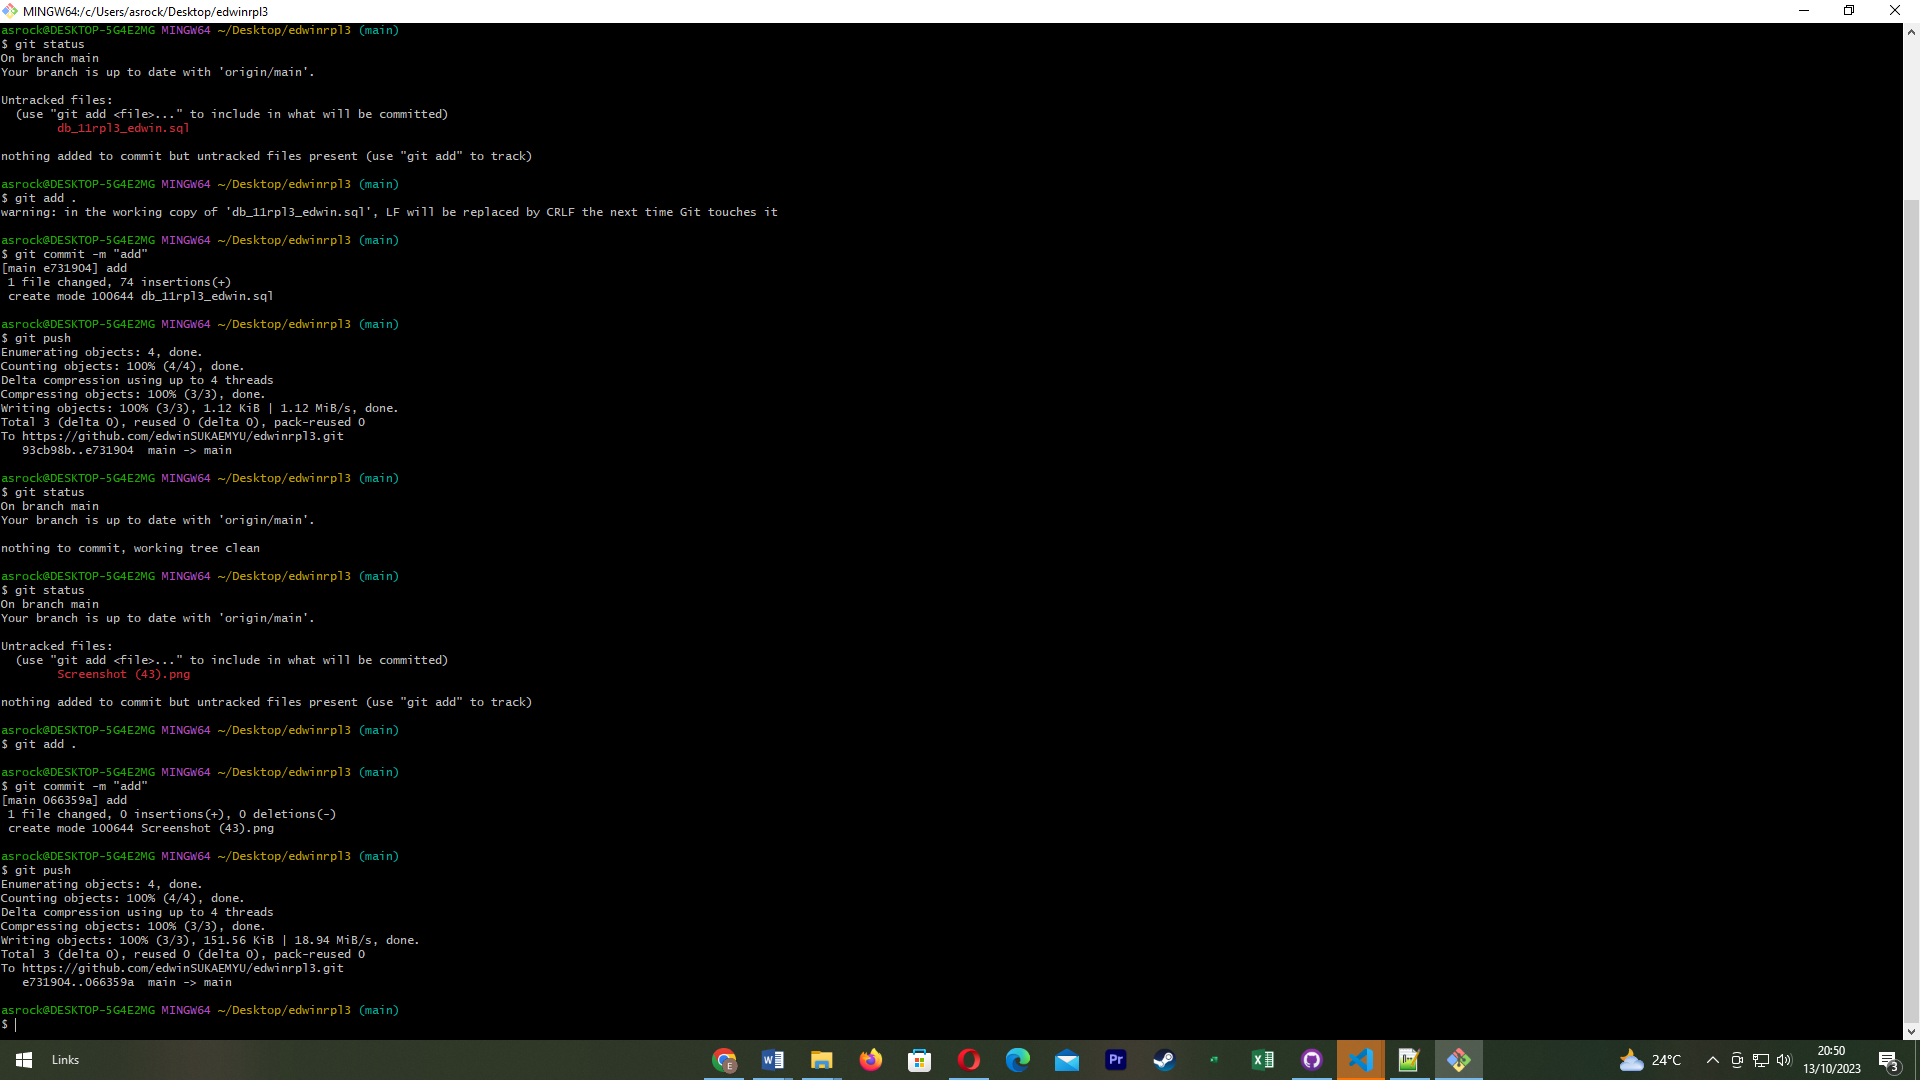 MINGW64:/c/Users/asrock/Desktop/edwinrpl3
asrock@DESKTOP-5G4E2MG MINGW64 ~/Desktop/edwinrpl3 (main)
$ git status
On branch main
Your branch is up to date with 'origin/main'.
Untracked files:
  (use "git add <file>..." to include in what will be committed)
        db_11rpl3_edwin.sql
nothing added to commit but untracked files present (use "git add" to track)
asrock@DESKTOP-5G4E2MG MINGW64 ~/Desktop/edwinrpl3 (main)
$ git add .
warning: in the working copy of 'db_11rpl3_edwin.sql', LF will be replaced by CRLF the next time Git touches it
asrock@DESKTOP-5G4E2MG MINGW64 ~/Desktop/edwinrpl3 (main)
$ git commit -m "add"
[main e731904] add
 1 file changed, 74 insertions(+)
 create mode 100644 db_11rpl3_edwin.sql
asrock@DESKTOP-5G4E2MG MINGW64 ~/Desktop/edwinrpl3 (main)
$ git push
Enumerating objects: 4, done.
Counting objects: 100% (4/4), done.
Delta compression using up to 4 threads
Compressing objects: 100% (3/3), done.
Writing objects: 100% (3/3), 1.12 KiB | 1.12 MiB/s, done.
Total 3 (delta 0), reused 0 (delta 0), pack-reused 0
To https://github.com/edwinSUKAEMYU/edwinrpl3.git
   93cb98b..e731904  main -> main
asrock@DESKTOP-5G4E2MG MINGW64 ~/Desktop/edwinrpl3 (main)
$ git status
On branch main
Your branch is up to date with 'origin/main'.
nothing to commit, working tree clean
asrock@DESKTOP-5G4E2MG MINGW64 ~/Desktop/edwinrpl3 (main)
$ git status
On branch main
Your branch is up to date with 'origin/main'.
Untracked files:
  (use "git add <file>..." to include in what will be committed)
        Screenshot (43).png
nothing added to commit but untracked files present (use "git add" to track)
asrock@DESKTOP-5G4E2MG MINGW64 ~/Desktop/edwinrpl3 (main)
$ git add .
asrock@DESKTOP-5G4E2MG MINGW64 ~/Desktop/edwinrpl3 (main)
$ git commit -m "add"
[main 066359a] add
 1 file changed, 0 insertions(+), 0 deletions(-)
 create mode 100644 Screenshot (43).png
asrock@DESKTOP-5G4E2MG MINGW64 ~/Desktop/edwinrpl3 (main)
$ git push
Enumerating objects: 4, done.
Counting objects: 100% (4/4), done.
Delta compression using up to 4 threads
Compressing objects: 100% (3/3), done.
Writing objects: 100% (3/3), 151.56 KiB | 18.94 MiB/s, done.
Total 3 (delta 0), reused 0 (delta 0), pack-reused 0
To https://github.com/edwinSUKAEMYU/edwinrpl3.git
   e731904..066359a  main -> main
asrock@DESKTOP-5G4E2MG MINGW64 ~/Desktop/edwinrpl3 (main)
$
Links
E
W
Pr
X
24°C
20:50
13/10/2023
3